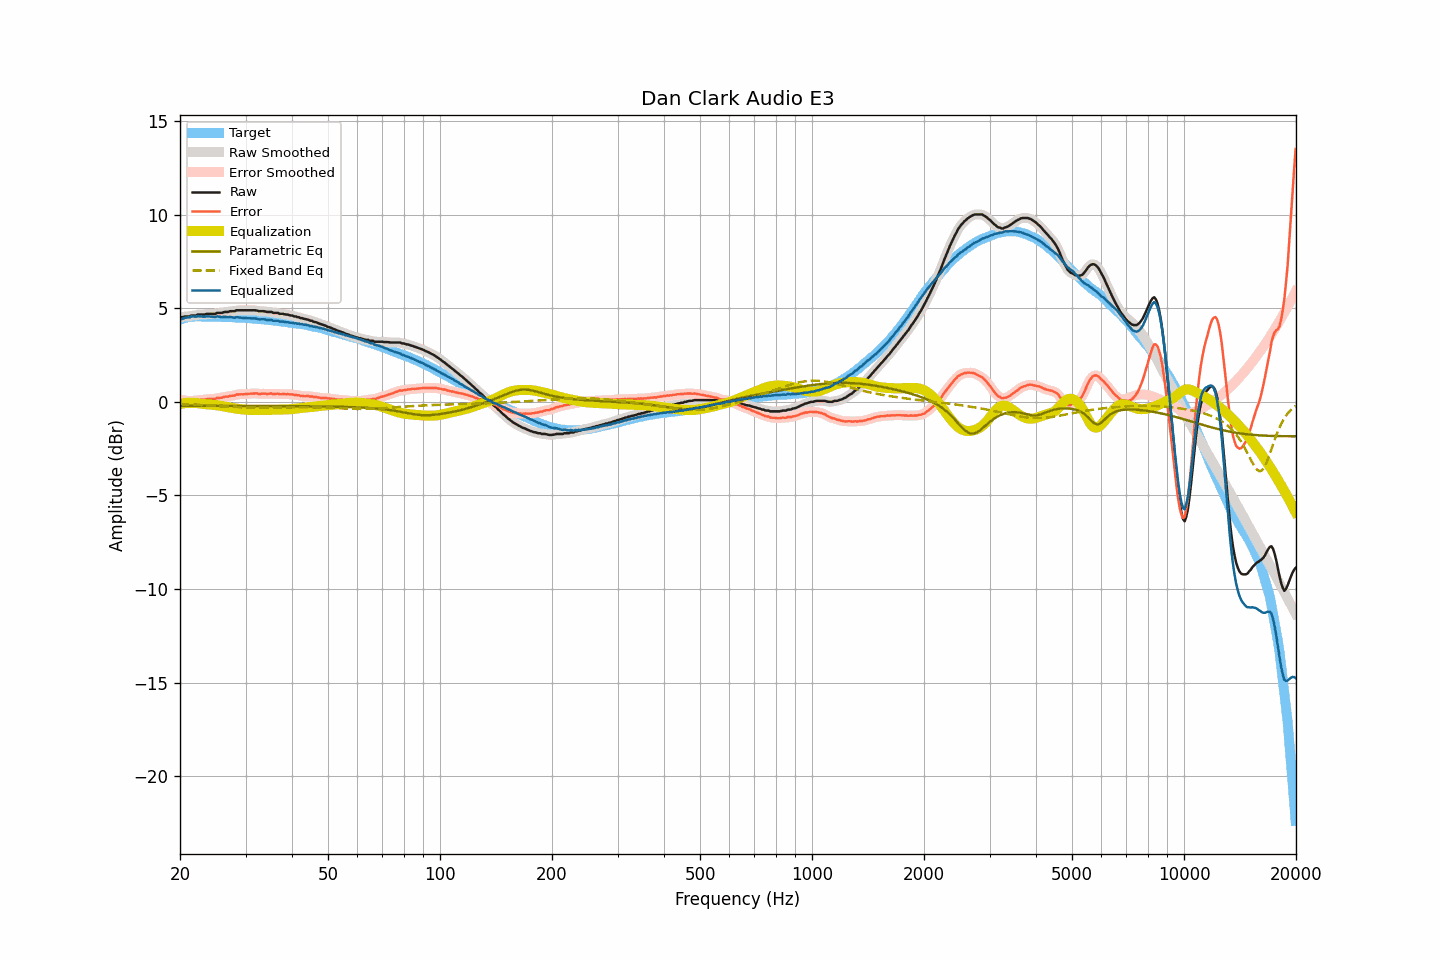 Dan Clark Audio E3
Target
Raw Smoothed
Error Smoothed
Raw
Error
Equalization
Parametric Eq
Fixed Band Eq
Equalized
15
10
5
0
−5
−10
−15
−20
Amplitude (dBr)
20
50
100
200
500
1000
2000
5000
10000
20000
Frequency (Hz)